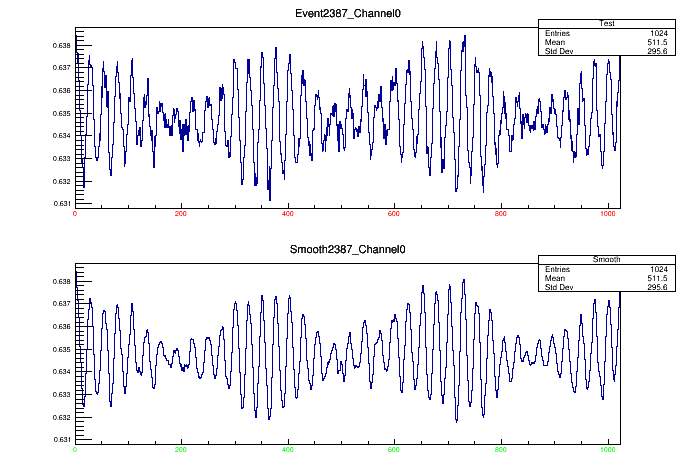 Event2387_Channel0
Test
Entries 1024
Mean 511.5
Std Dev 295.6
0.638
0.637
0.636
0.635
0.634
0.633
0.632
0.631
0 200 400 600 800 1000
Smooth2387_Channel0
Smooth
Entries 1024
Mean 511.5
Std Dev 295.6
0.638
0.637
0.636
0.635
0.634
0.633
0.632
0.631
0 200 400 600 800 1000